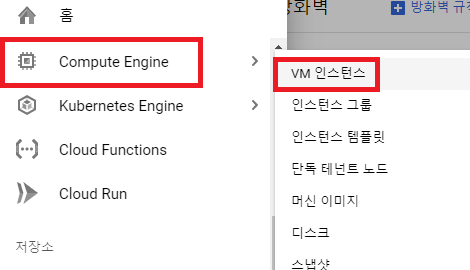 홈
Compute Engine
Kubernetes Engine
Cloud Functions
Cloud Run
저장소
방화벽
방화벽 규칙
VM 인스턴스
인스턴스 그룹
인스턴스 템플릿
단독 테넌트 노드
머신 이미지
디스크
스냅샷